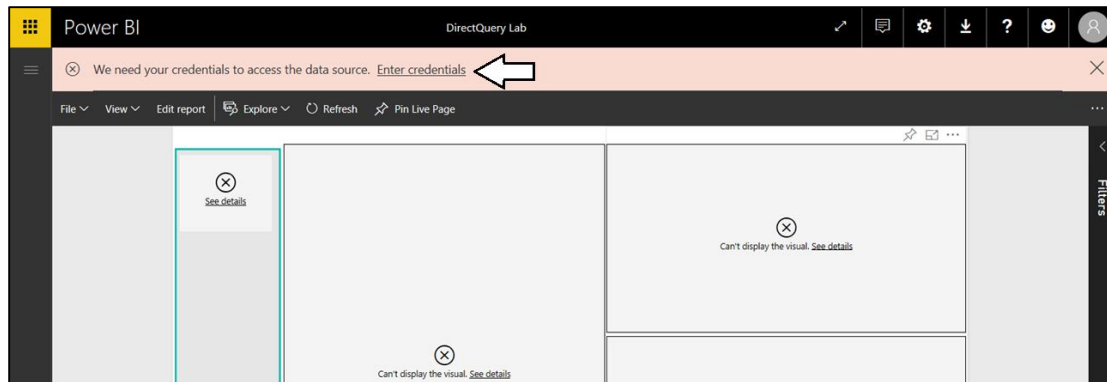 Power BI
DirectQuery Lab
?
We need your credentials to access the data source. Enter credentials
File View Edit report Explore Refresh Pin Live Page
See details
Can't display the visual. See details
Can't display the visual. See details
Filters